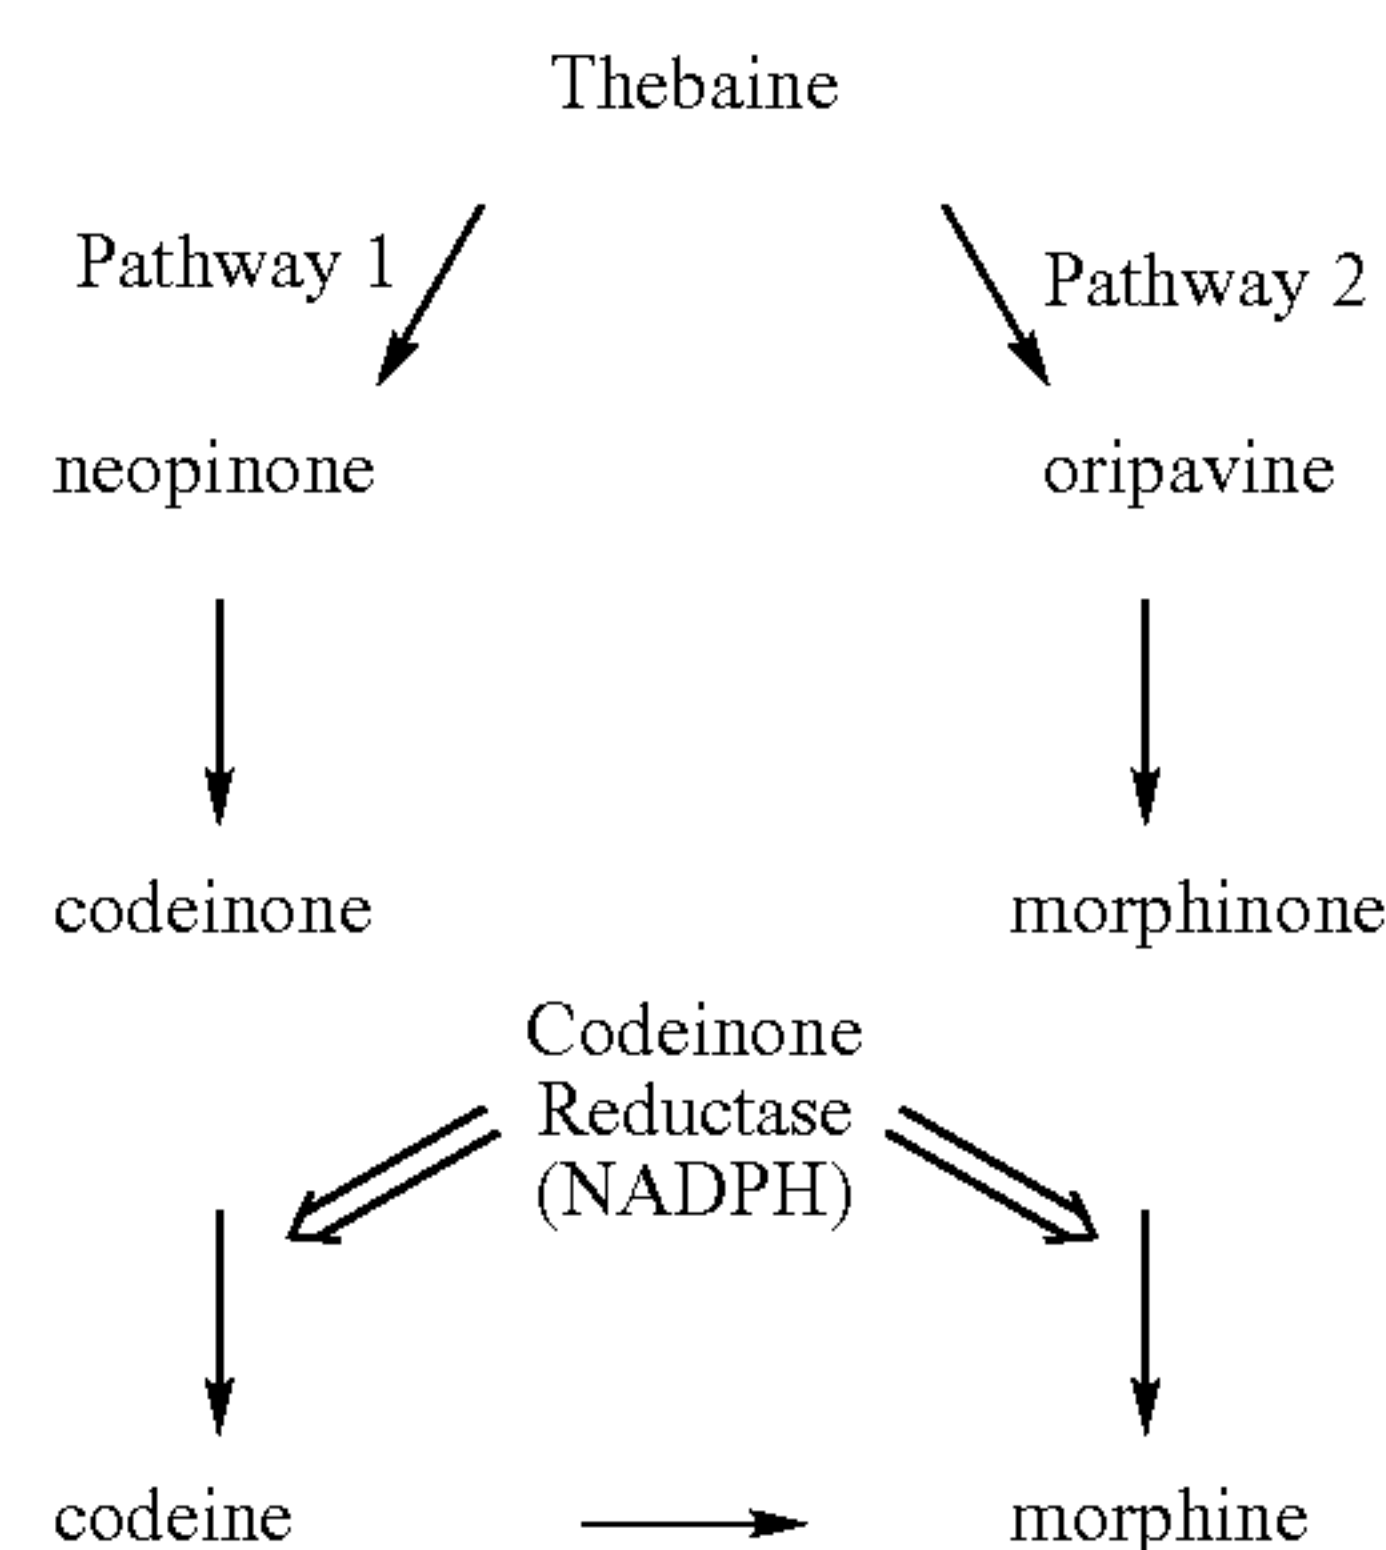 Thebaine
Pathway 1
Pathway 2
neopinone
oripavine
codeinone
morphinone
Codeinone
Reductase
(NADPH)
codeine
morphine